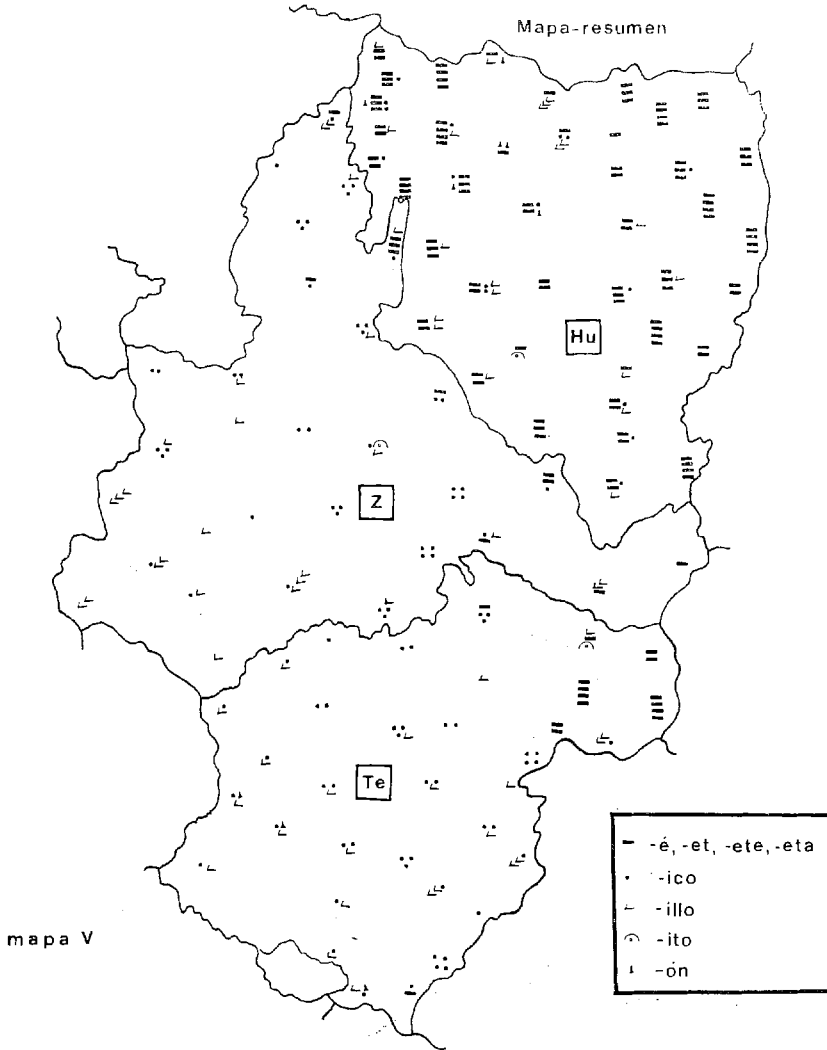 Mapa-resumen
Hu
Z
Te
-é, -et, -ete, -eta
-ico
-illo
-ito
-ón
mapa V